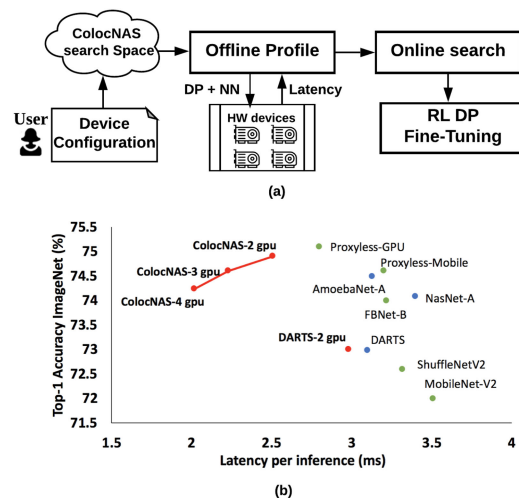 ColocNAS
search Space
Offline Profile
Online search
DP + NN
Latency
User
Device
Configuration
HW devices
RL DP
Fine-Tuning
(a)
Top-1 Accuracy ImageNet (%)
75.5
75
74.5
74
73.5
73
72.5
72
71.5
ColocNAS-2 gpu
Proxyless-GPU
ColocNAS-3 gpu
Proxyless-Mobile
ColocNAS-4 gpu
AmoebaNet-A
NasNet-A
FBNet-B
DARTS-2 gpu
DARTS
ShuffleNetV2
MobileNet-V2
1.5
2
2.5
3
3.5
4
Latency per inference (ms)
(b)